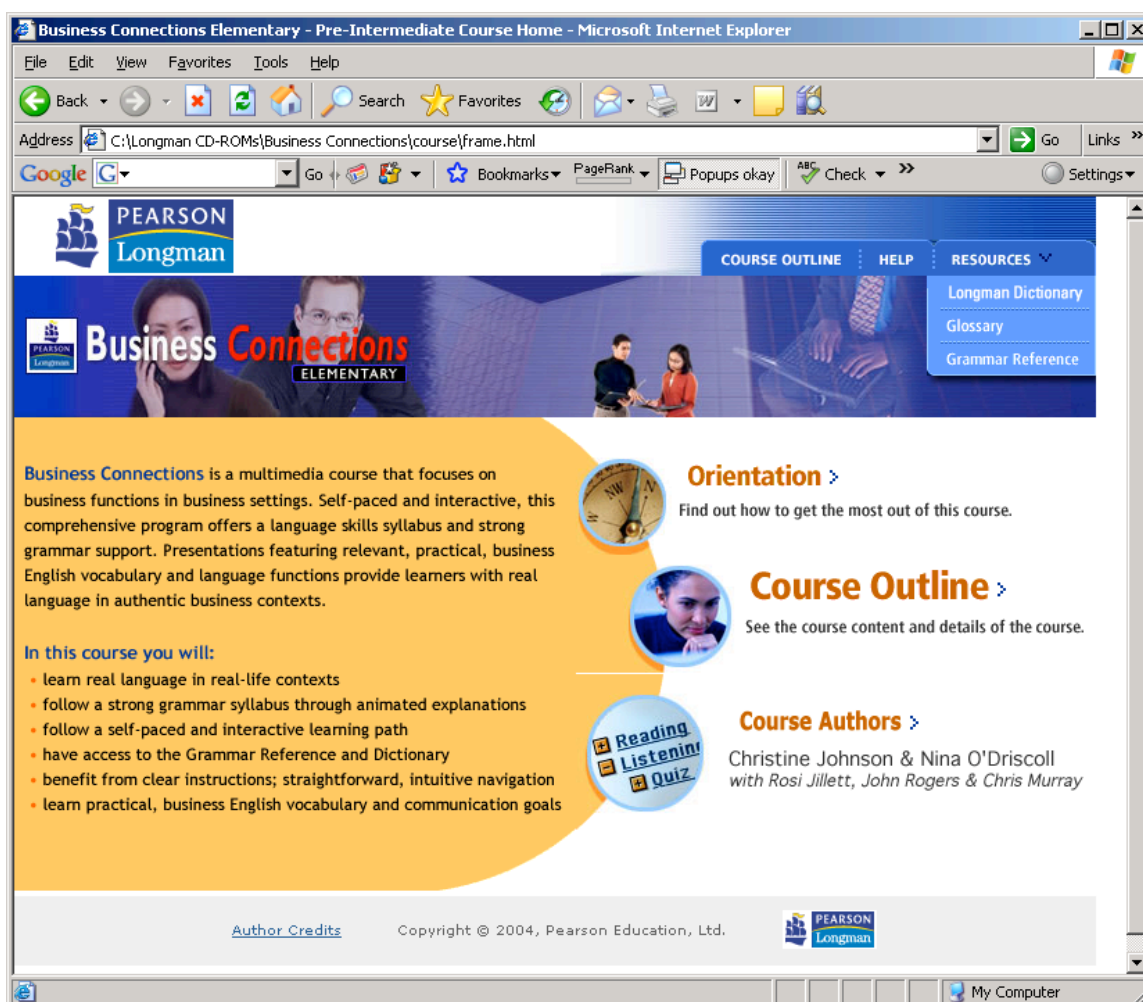 Business Connections Elementary - Pre-Intermediate Course Home - Microsoft Internet Explorer
File Edit View Favorites Tools Help
Back Search Favorites
Address C:\Longman CD-ROMs\Business Connections\course\frame.html Go Links »
Google G Go Bookmarks PageRank Popups okay ABC Check » Settings
PEARSON
Longman
COURSE OUTLINE HELP RESOURCES
Longman Dictionary
Glossary
Grammar Reference
PEARSON
Longman
Business Connections
ELEMENTARY
Business Connections is a multimedia course that focuses on
business functions in business settings. Self-paced and interactive, this
comprehensive program offers a language skills syllabus and strong
grammar support. Presentations featuring relevant, practical, business
English vocabulary and language functions provide learners with real
language in authentic business contexts.
In this course you will:
• learn real language in real-life contexts
• follow a strong grammar syllabus through animated explanations
• follow a self-paced and interactive learning path
• have access to the Grammar Reference and Dictionary
• benefit from clear instructions; straightforward, intuitive navigation
• learn practical, business English vocabulary and communication goals
NW N
Orientation >
Find out how to get the most out of this course.
Course Outline >
See the course content and details of the course.
Reading
Listening
Quiz
Course Authors >
Christine Johnson & Nina O'Driscoll
with Rosi Jillett, John Rogers & Chris Murray
Author Credits Copyright © 2004, Pearson Education, Ltd.
PEARSON
Longman
My Computer